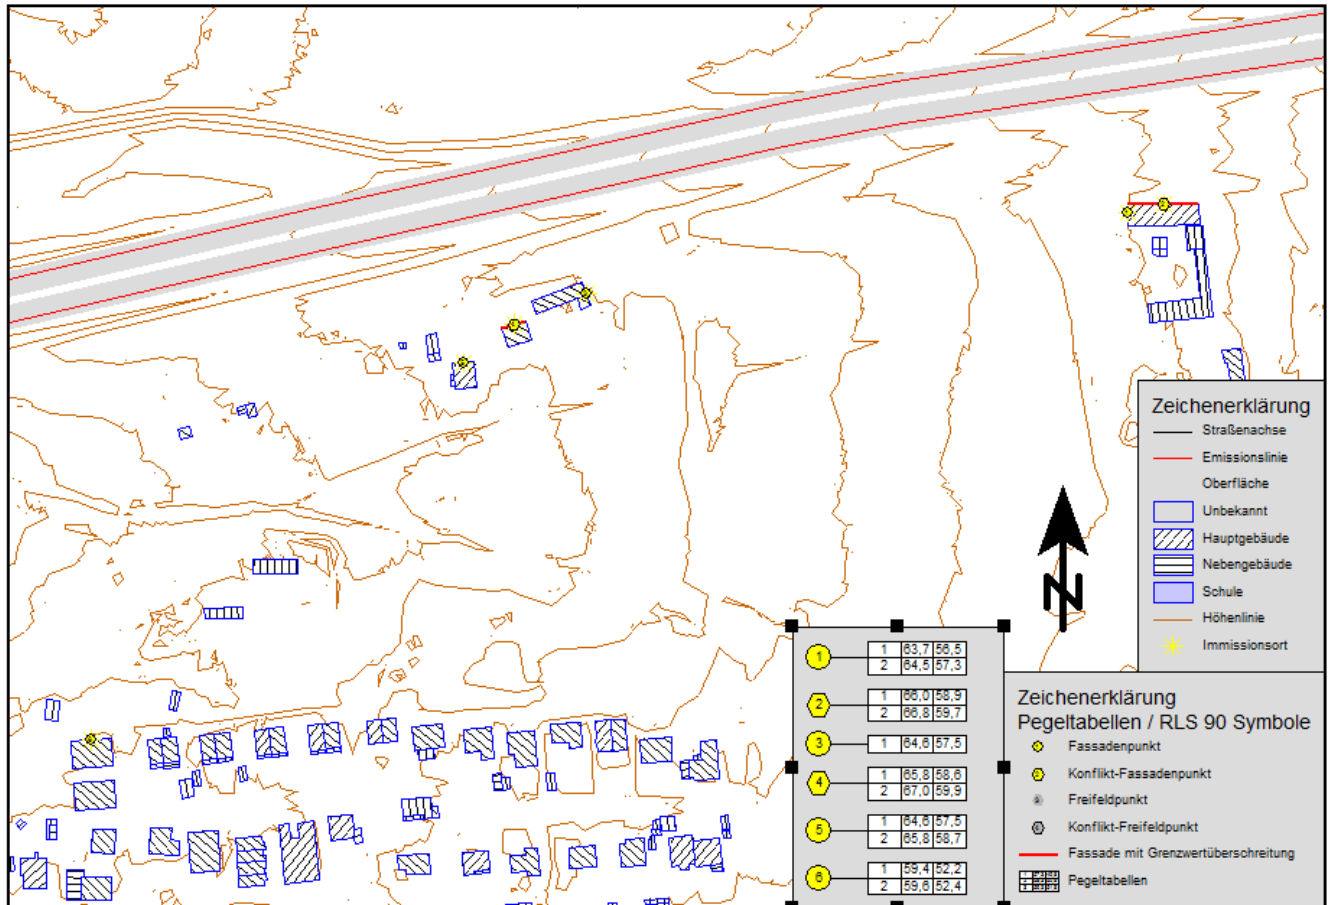 Zeichenerklärung
Straßenachse
Emissionslinie
Oberfläche
Unbekannt
Hauptgebäude
Nebengebäude
Schule
Höhenlinie
Immissionsort
N
1 1 63,7 56,5
2 64,5 57,3
2 1 66,0 58,9
2 66,8 59,7
3 1 64,6 57,5
4 1 65,8 58,6
2 67,0 59,9
5 1 64,6 57,5
2 65,8 58,7
6 1 59,4 52,2
2 59,6 52,4
Zeichenerklärung
Pegeltabellen / RLS 90 Symbole
Fassadenpunkt
Konflikt-Fassadenpunkt
Freifeldpunkt
Konflikt-Freifeldpunkt
Fassade mit Grenzwertüberschreitung
Pegeltabellen